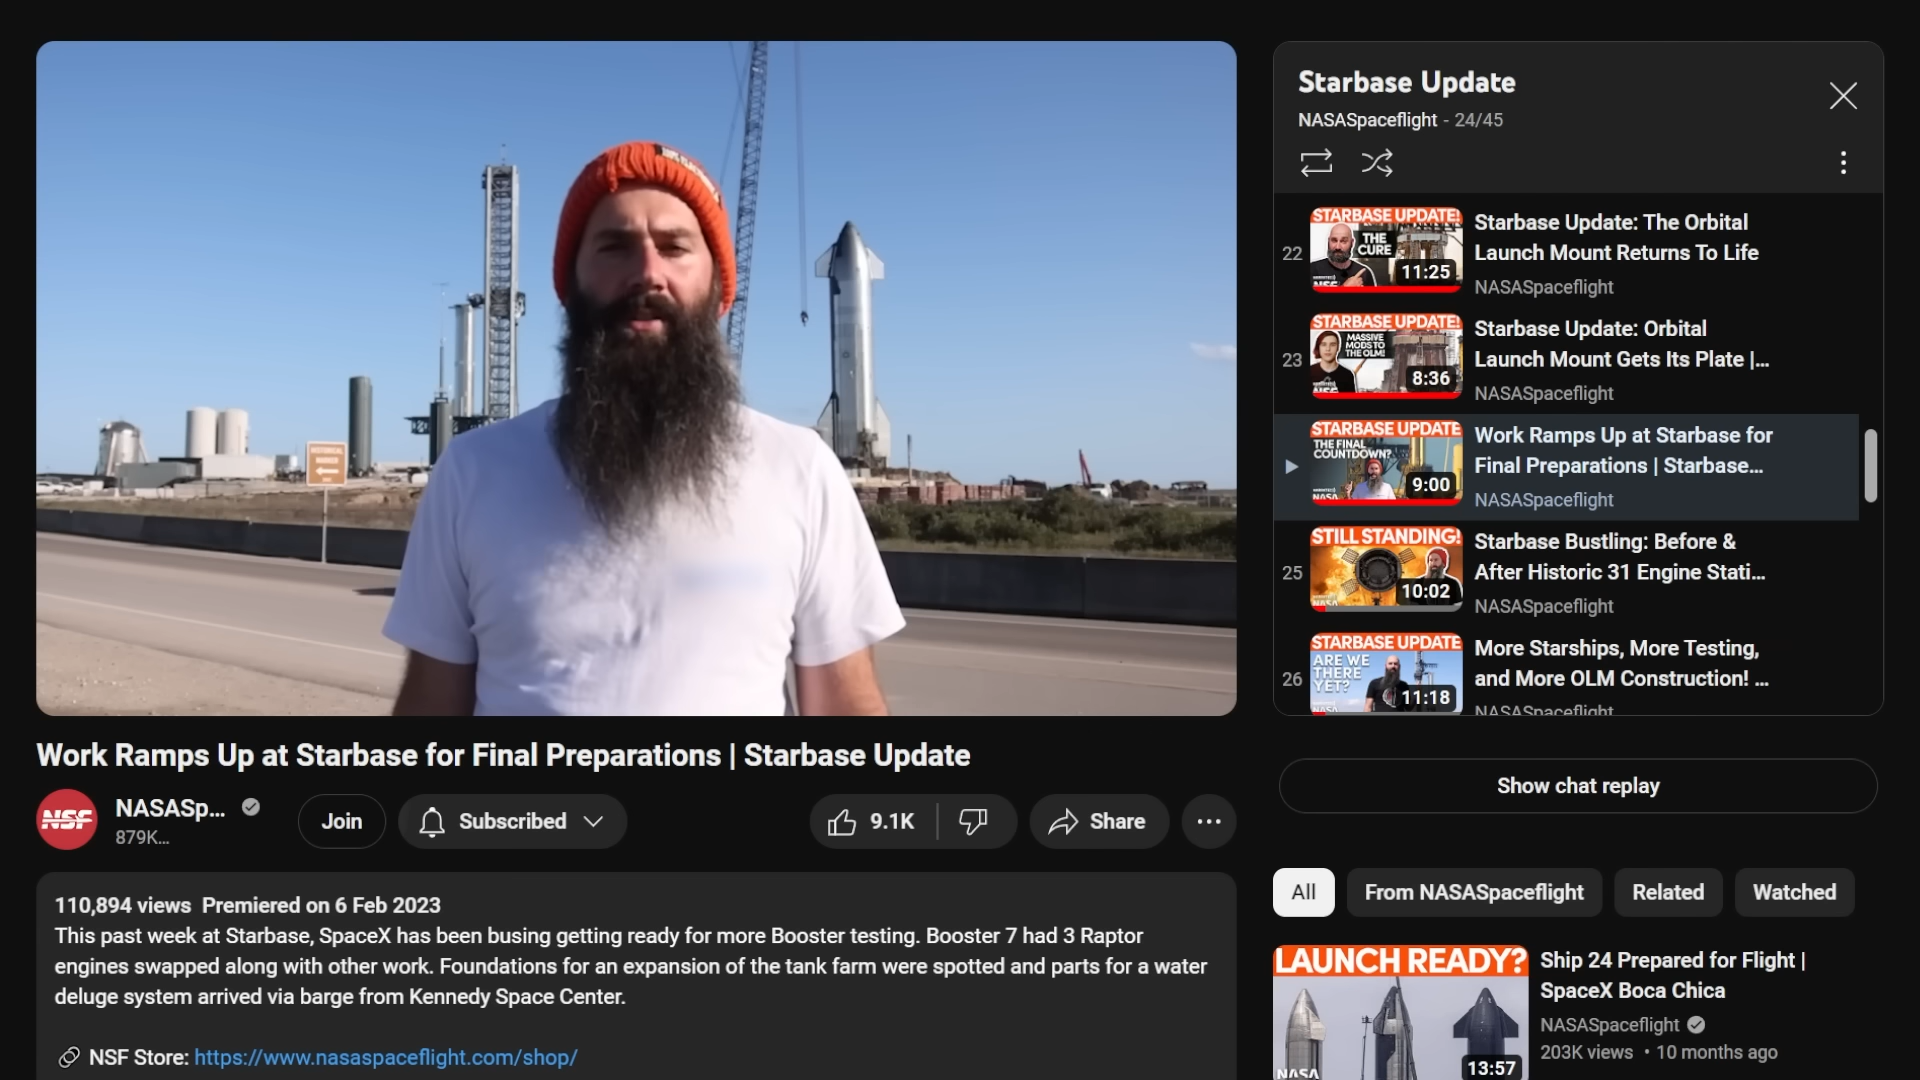 HISTORICAL
Work Ramps Up at Starbase for Final Preparations | Starbase Update
NSF
NASASp...
879K...
Join
Subscribed
9.1K
Share
110,894 views Premiered on 6 Feb 2023
This past week at Starbase, SpaceX has been busing getting ready for more Booster testing. Booster 7 had 3 Raptor
engines swapped along with other work. Foundations for an expansion of the tank farm were spotted and parts for a water
deluge system arrived via barge from Kennedy Space Center.
NSF Store: https://www.nasaspaceflight.com/shop/
Starbase Update
NASASpaceflight - 24/45
22
STARBASE UPDATE!
THE
CURE
11:25
Starbase Update: The Orbital
Launch Mount Returns To Life
NASASpaceflight
23
STARBASE UPDATE!
MASSIVE
MODS TO
THE OLM!
8:36
Starbase Update: Orbital
Launch Mount Gets Its Plate |...
NASASpaceflight
STARBASE UPDATE
THE FINAL
COUNTDOWN?
NASA
9:00
Work Ramps Up at Starbase for
Final Preparations | Starbase...
NASASpaceflight
25
STILL STANDING!
NASA
10:02
Starbase Bustling: Before &
After Historic 31 Engine Stati...
NASASpaceflight
26
STARBASE UPDATE
ARE WE
THERE
YET?
NASA
11:18
More Starships, More Testing,
and More OLM Construction! ...
NASASpaceflight
Show chat replay
All
From NASASpaceflight
Related
Watched
LAUNCH READY?
NASA
13:57
Ship 24 Prepared for Flight |
SpaceX Boca Chica
NASASpaceflight
203K views • 10 months ago